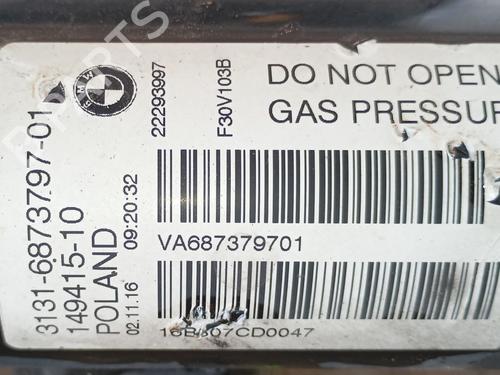 BMW
3131-6873797-01
149415-10
POLAND
02.11.16 09:20:32
22293997
F30V103B
DO NOT OPEN
GAS PRESSUR
VA687379701